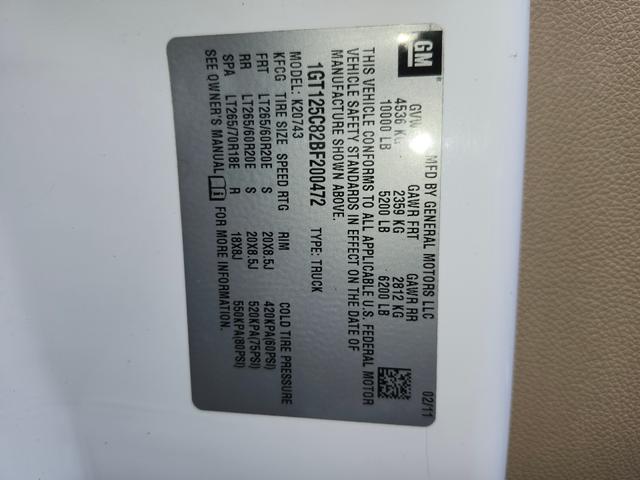 GM
MFD BY GENERAL MOTORS LLC 02/11
GVW GAWR FRT GAWR RR
4536 KG 2359 KG 2812 KG
10000 LB 5200 LB 6200 LB
THIS VEHICLE CONFORMS TO ALL APPLICABLE U.S. FEDERAL MOTOR
VEHICLE SAFETY STANDARDS IN EFFECT ON THE DATE OF
MANUFACTURE SHOWN ABOVE.
1GT125C82BF200472 TYPE: TRUCK
MODEL: K20743
KFCG TIRE SIZE SPEED RTG RIM COLD TIRE PRESSURE
FRT LT265/60R20E S 20X8.5J 420KPA(60PSI)
RR LT265/60R20E S 20X8.5J 520KPA(75PSI)
SPA LT265/70R18E R 18X8J 550KPA(80PSI)
SEE OWNER'S MANUAL FOR MORE INFORMATION.